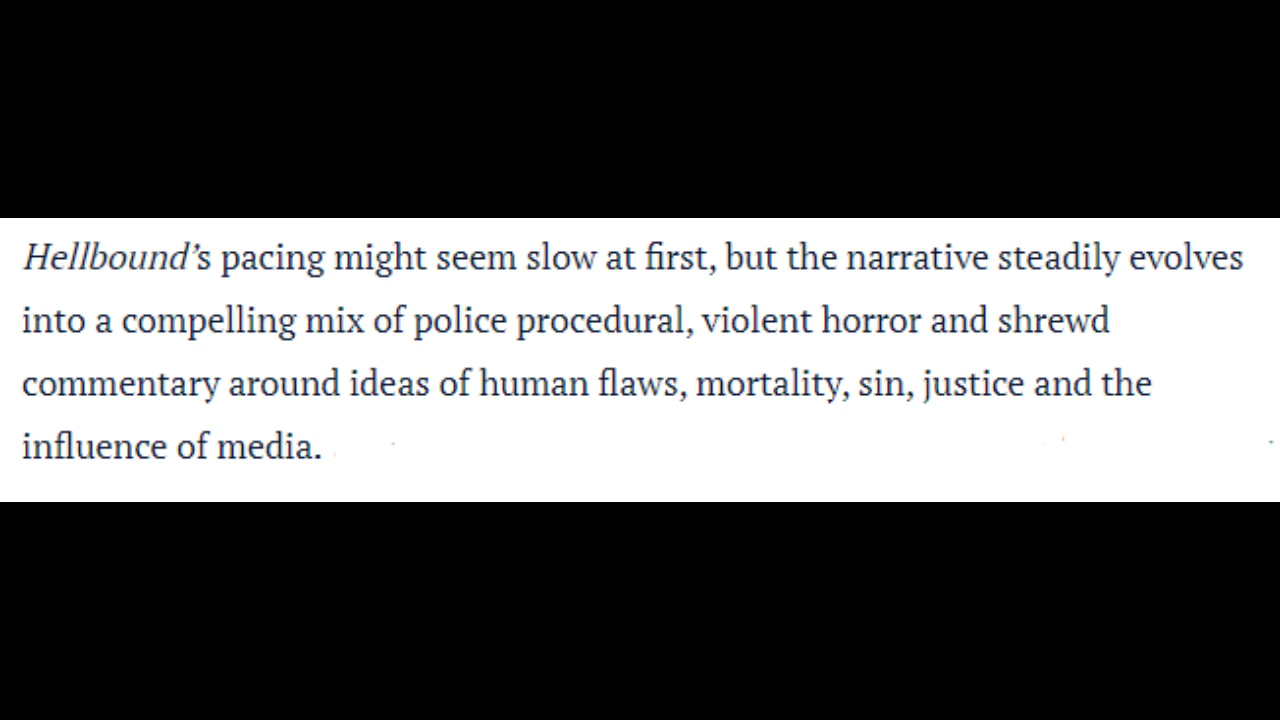 Hellbound’s pacing might seem slow at first, but the narrative steadily evolves
into a compelling mix of police procedural, violent horror and shrewd
commentary around ideas of human flaws, mortality, sin, justice and the
influence of media.